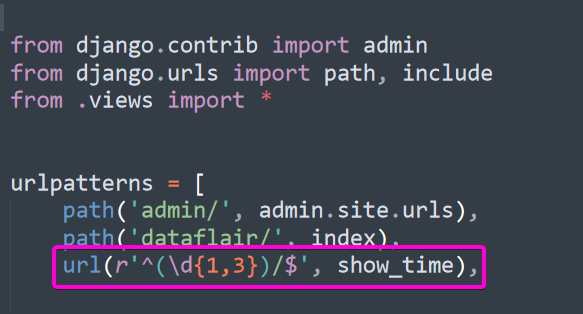 from django.contrib import admin
from django.urls import path, include
from .views import *
urlpatterns = [
path('admin/', admin.site.urls),
path('dataflair/', index),
url(r'^(\d{1,3})/$', show_time),